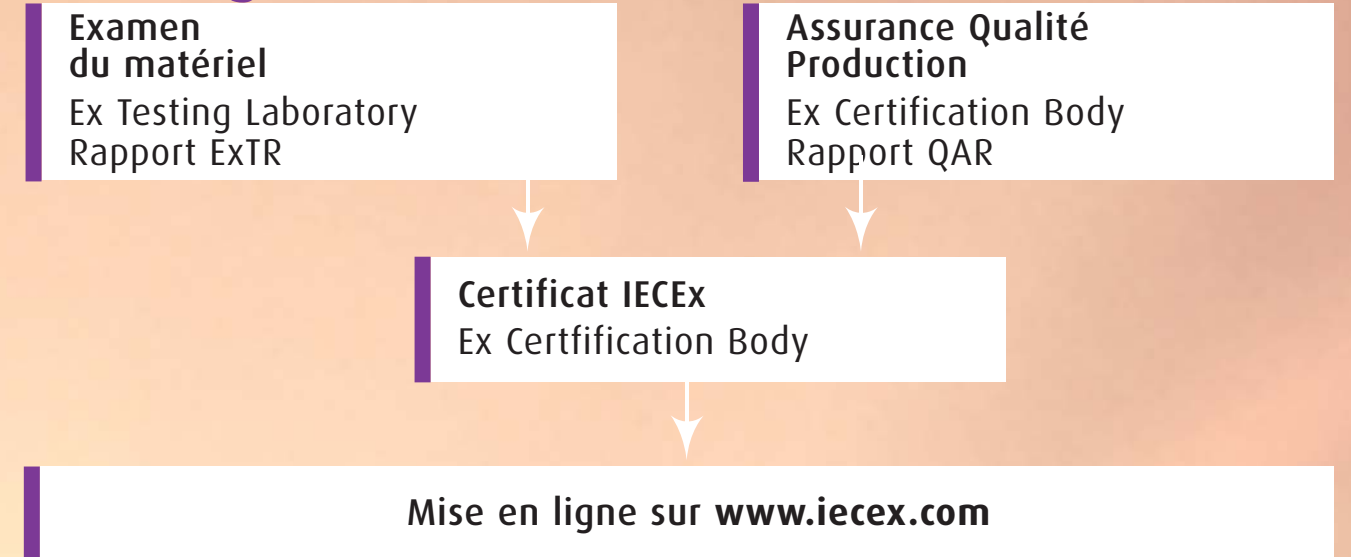 Examen
du matériel
Ex Testing Laboratory
Rapport ExTR
Assurance Qualité
Production
Ex Certification Body
Rapport QAR
Certificat IECEx
Ex Certfification Body
Mise en ligne sur www.iecex.com